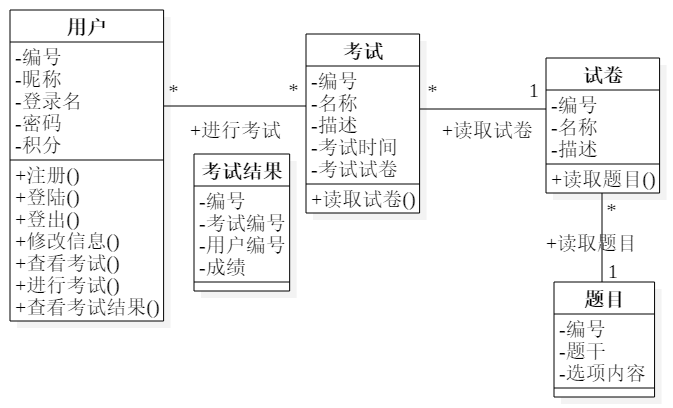 用户
-编号
-昵称
-登录名
-密码
-积分
+注册()
+登陆()
+登出()
+修改信息()
+查看考试()
+进行考试()
+查看考试结果()
*
*
+进行考试
考试
-编号
-名称
-描述
-考试时间
-考试试卷
+读取试卷()
考试结果
-编号
-考试编号
-用户编号
-成绩
*
1
+读取试卷
试卷
-编号
-名称
-描述
+读取题目()
*
+读取题目
1
题目
-编号
-题干
-选项内容